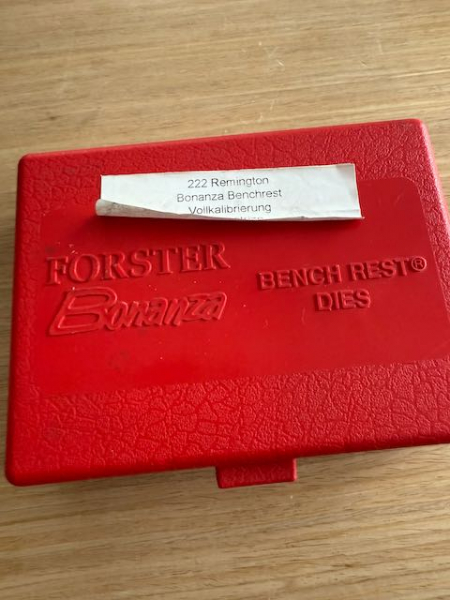 222 Remington
Bonanza Benchrest
Vollkalibrierung
FORSTER
Bonanza
BENCH REST®
DIES